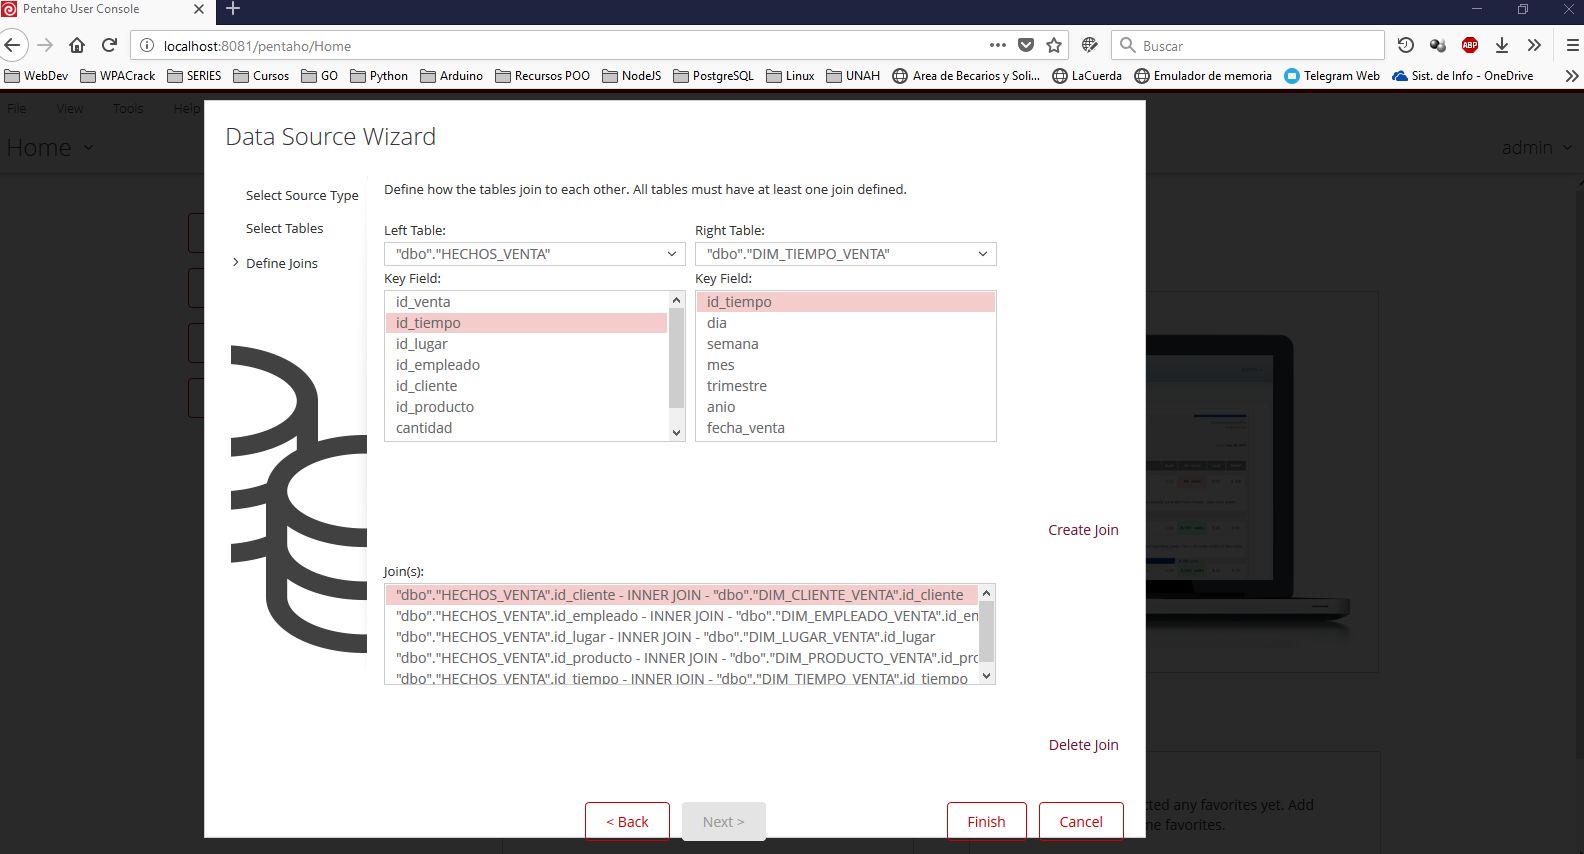 Pentaho User Console
localhost:8081/pentaho/Home
Buscar
ABP
WebDev WPACrack SERIES Cursos GO Python Arduino Recursos POO NodeJS PostgreSQL Linux UNAH Area de Becarios y Soli... LaCuerda Emulador de memoria Telegram Web Sist. de Info - OneDrive
File View Tools Help
Home
admin
Data Source Wizard
Select Source Type
Select Tables
Define Joins
Define how the tables join to each other. All tables must have at least one join defined.
Left Table: Right Table:
"dbo"."HECHOS_VENTA" "dbo"."DIM_TIEMPO_VENTA"
Key Field: Key Field:
id_venta id_tiempo
id_tiempo dia
id_lugar semana
id_empleado mes
id_cliente trimestre
id_producto anio
cantidad fecha_venta
Create Join
Join(s):
"dbo"."HECHOS_VENTA".id_cliente - INNER JOIN - "dbo"."DIM_CLIENTE_VENTA".id_cliente
"dbo"."HECHOS_VENTA".id_empleado - INNER JOIN - "dbo"."DIM_EMPLEADO_VENTA".id_en
"dbo"."HECHOS_VENTA".id_lugar - INNER JOIN - "dbo"."DIM_LUGAR_VENTA".id_lugar
"dbo"."HECHOS_VENTA".id_producto - INNER JOIN - "dbo"."DIM_PRODUCTO_VENTA".id_prc
"dbo"."HECHOS_VENTA".id_tiempo - INNER JOIN - "dbo"."DIM_TIEMPO_VENTA".id_tiempo
Delete Join
< Back Next > Finish Cancel
cted any favorites yet. Add
ne favorites.